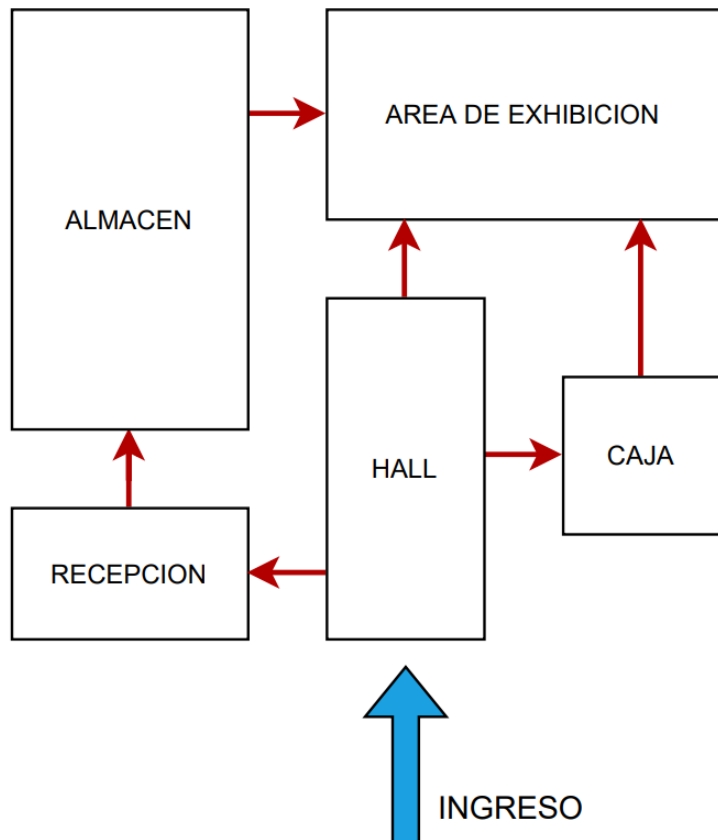 AREA DE EXHIBICION
ALMACEN
HALL
CAJA
RECEPCION
INGRESO